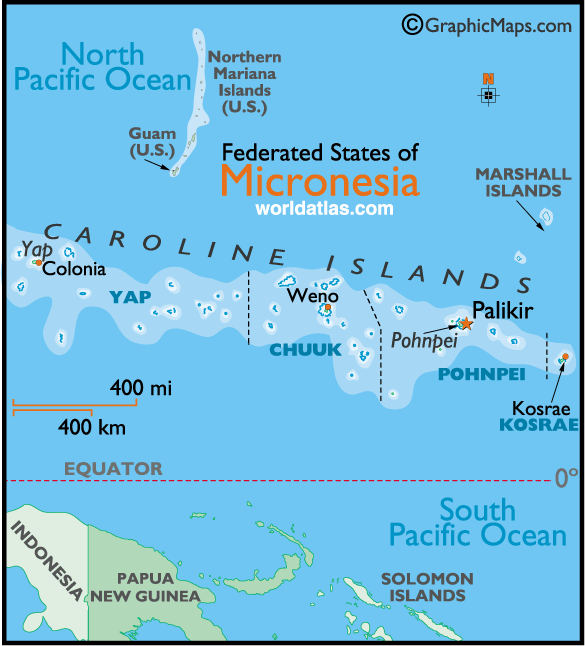 ©GraphicMaps.com
North
Pacific Ocean
Northern
Mariana
Islands
(U.S.)
N
Guam
(U.S.)
Federated States of
Micronesia
worldatlas.com
MARSHALL
ISLANDS
CAROLINE ISLANDS
Yap
Colonia
YAP
Weno
CHUUK
Palikir
Pohnpei
POHNPEI
Kosrae
KOSRAE
400 mi
400 km
EQUATOR
0°
South
Pacific Ocean
INDONESIA
PAPUA
NEW GUINEA
SOLOMON
ISLANDS